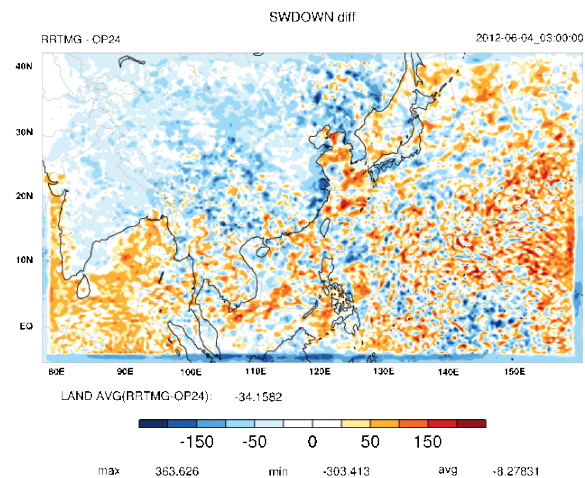 SWDOWN diff
RRTMG - OP24 2012-06-04_03:00:00
40N
30N
20N
10N
EQ
80E 90E 100E 110E 120E 130E 140E 150E
LAND AVG(RRTMG-OP24): -34.1582
-150 -50 0 50 150
max 363.626 min -303.413 avg -8.27831